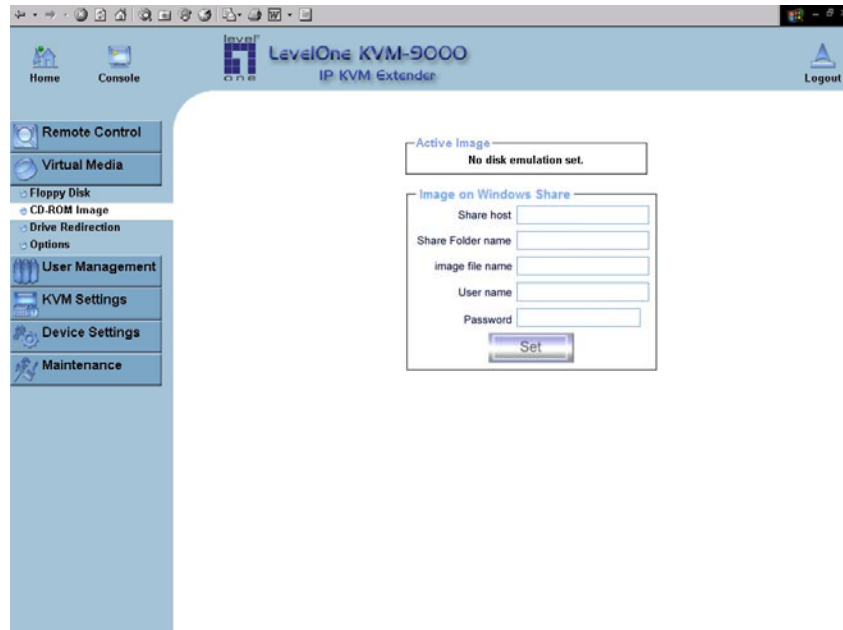 level
one
LevelOne KVM-9000
IP KVM Extender
Home
Console
Logout
Remote Control
Virtual Media
Floppy Disk
CD-ROM Image
Drive Redirection
Options
User Management
KVM Settings
Device Settings
Maintenance
Active Image
No disk emulation set.
Image on Windows Share
Share host
Share Folder name
image file name
User name
Password
Set